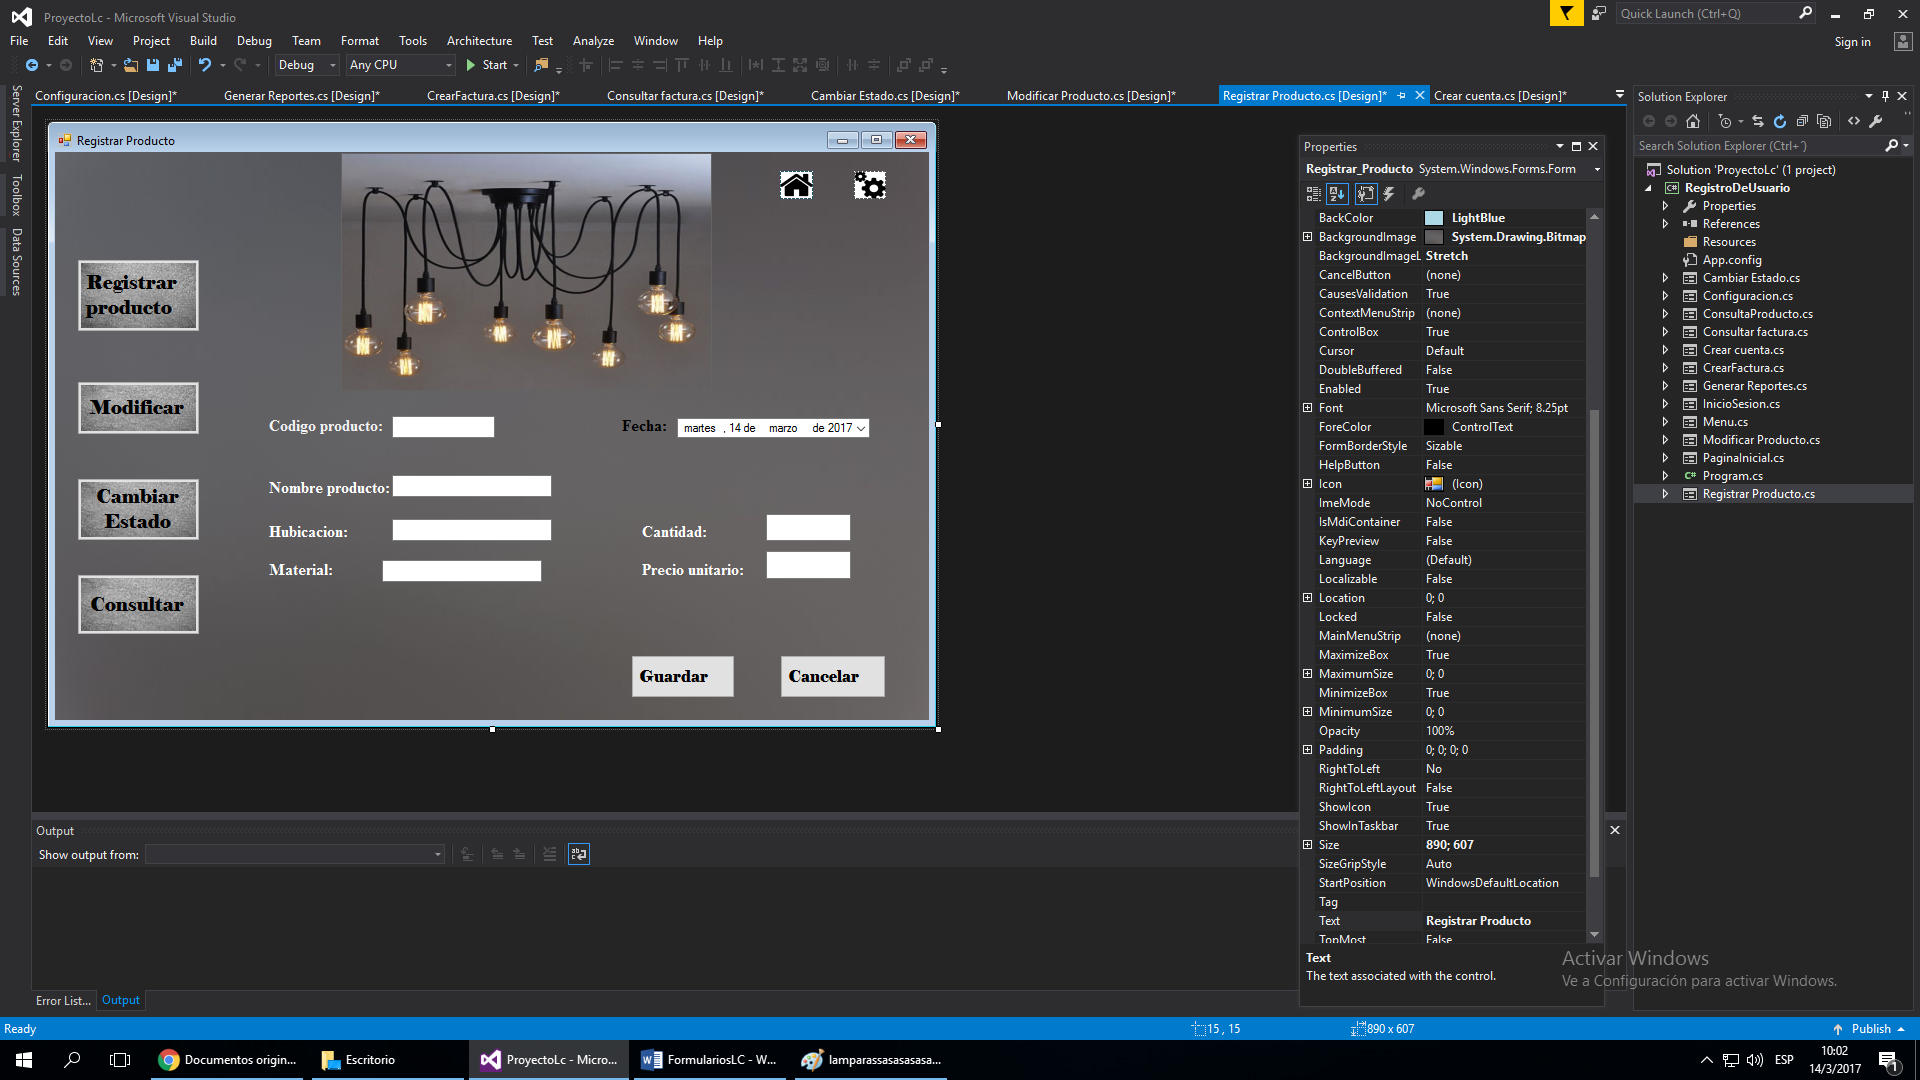 ProyectoLc - Microsoft Visual Studio
Quick Launch (Ctrl+Q)
File Edit View Project Build Debug Team Format Tools Architecture Test Analyze Window Help
Sign in
Debug Any CPU Start
Configuracion.cs [Design]* Generar Reportes.cs [Design]* CrearFactura.cs [Design]* Consultar factura.cs [Design]* Cambiar Estado.cs [Design]* Modificar Producto.cs [Design]* Registrar Producto.cs [Design]* Crear cuenta.cs [Design]*
Server Explorer
Toolbox
Data Sources
Registrar Producto
Registrar
producto
Modificar
Cambiar
Estado
Consultar
Codigo producto:
Fecha: martes , 14 de marzo de 2017
Nombre producto:
Hubicacion:
Cantidad:
Material:
Precio unitario:
Guardar Cancelar
Properties
Registrar_Producto System.Windows.Forms.Form
BackColor LightBlue
BackgroundImage System.Drawing.Bitmap
BackgroundImageL Stretch
CancelButton (none)
CausesValidation True
ContextMenuStrip (none)
ControlBox True
Cursor Default
DoubleBuffered False
Enabled True
Font Microsoft Sans Serif; 8.25pt
ForeColor ControlText
FormBorderStyle Sizable
HelpButton False
Icon (Icon)
ImeMode NoControl
IsMdiContainer False
KeyPreview False
Language (Default)
Localizable False
Location 0; 0
Locked False
MainMenuStrip (none)
MaximizeBox True
MaximumSize 0; 0
MinimizeBox True
MinimumSize 0; 0
Opacity 100%
Padding 0; 0; 0; 0
RightToLeft No
RightToLeftLayout False
ShowIcon True
ShowInTaskbar True
Size 890; 607
SizeGripStyle Auto
StartPosition WindowsDefaultLocation
Tag
Text Registrar Producto
TopMost False
Text
The text associated with the control.
Solution Explorer
Search Solution Explorer (Ctrl+´)
Solution 'ProyectoLc' (1 project)
RegistroDeUsuario
Properties
References
Resources
App.config
Cambiar Estado.cs
Configuracion.cs
ConsultaProducto.cs
Consultar factura.cs
Crear cuenta.cs
CrearFactura.cs
Generar Reportes.cs
InicioSesion.cs
Menu.cs
Modificar Producto.cs
PaginaInicial.cs
Program.cs
Registrar Producto.cs
Output
Show output from:
Error List... Output
Activar Windows
Ve a Configuración para activar Windows.
Ready 15 , 15 890 x 607 Publish
Documentos origin... Escritorio ProyectoLc - Micro... FormulariosLC - W... lamparassasasasasa... ESP
10:02
14/3/2017
1